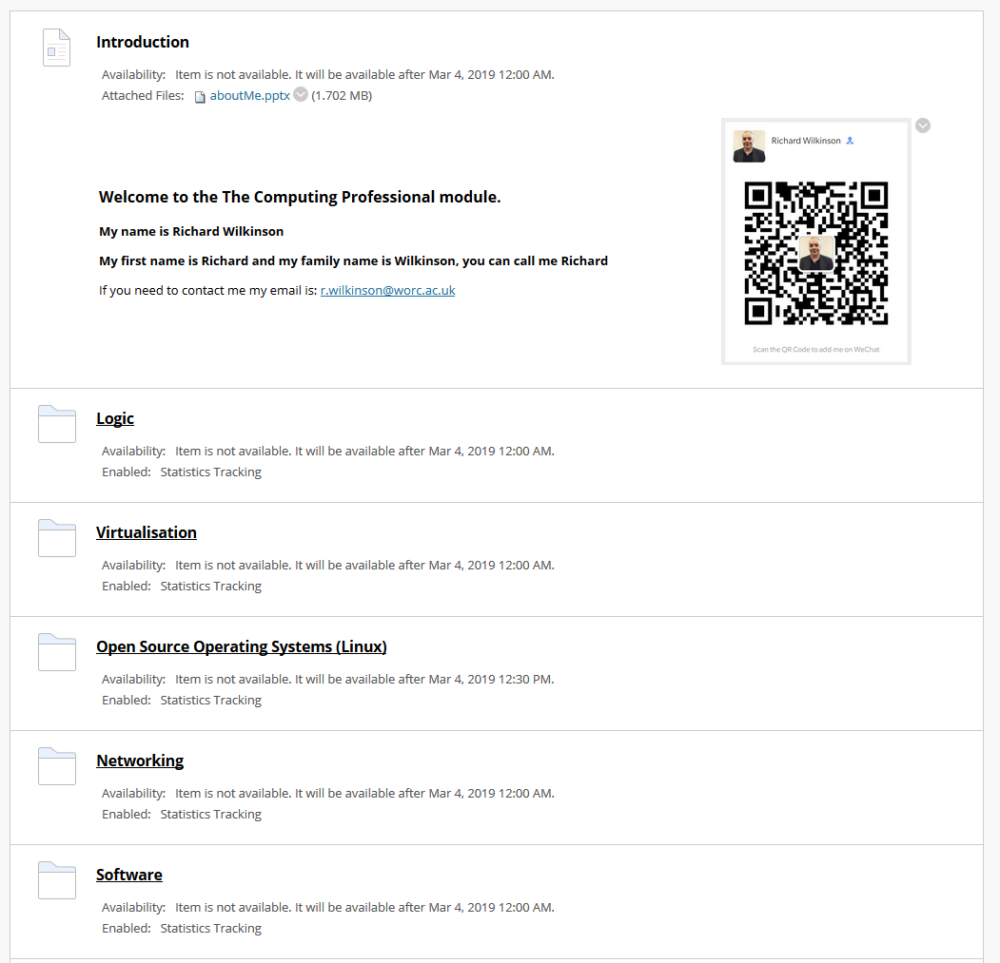 Introduction
Availability: Item is not available. It will be available after Mar 4, 2019 12:00 AM.
Attached Files: aboutMe.pptx (1.702 MB)
Richard Wilkinson
Welcome to the The Computing Professional module.
My name is Richard Wilkinson
My first name is Richard and my family name is Wilkinson, you can call me Richard
If you need to contact me my email is: r.wilkinson@worc.ac.uk
Scan the QR Code to add me on WeChat
Logic
Availability: Item is not available. It will be available after Mar 4, 2019 12:00 AM.
Enabled: Statistics Tracking
Virtualisation
Availability: Item is not available. It will be available after Mar 4, 2019 12:00 AM.
Enabled: Statistics Tracking
Open Source Operating Systems (Linux)
Availability: Item is not available. It will be available after Mar 4, 2019 12:30 PM.
Enabled: Statistics Tracking
Networking
Availability: Item is not available. It will be available after Mar 4, 2019 12:00 AM.
Enabled: Statistics Tracking
Software
Availability: Item is not available. It will be available after Mar 4, 2019 12:00 AM.
Enabled: Statistics Tracking